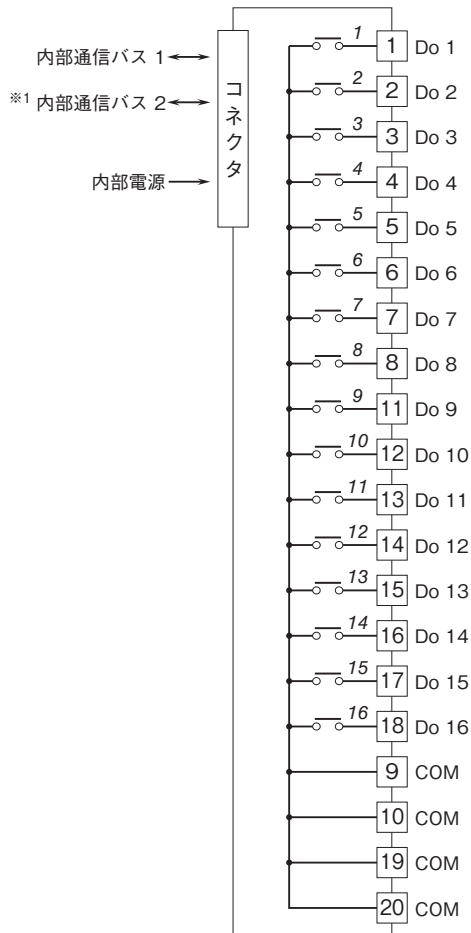 1 1 Do 1
内部通信バス 1
2 2 Do 2
※1 内部通信バス 2
コネクタ
3 3 Do 3
内部電源
4 4 Do 4
5 5 Do 5
6 6 Do 6
7 7 Do 7
8 8 Do 8
9 11 Do 9
10 12 Do 10
11 13 Do 11
12 14 Do 12
13 15 Do 13
14 16 Do 14
15 17 Do 15
16 18 Do 16
9 COM
10 COM
19 COM
20 COM